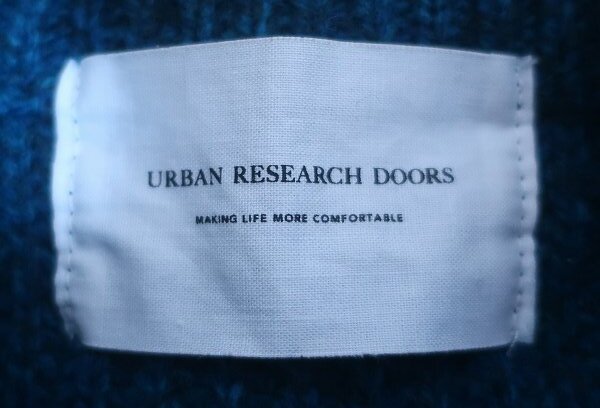 URBAN RESEARCH DOORS
MAKING LIFE MORE COMFORTABLE